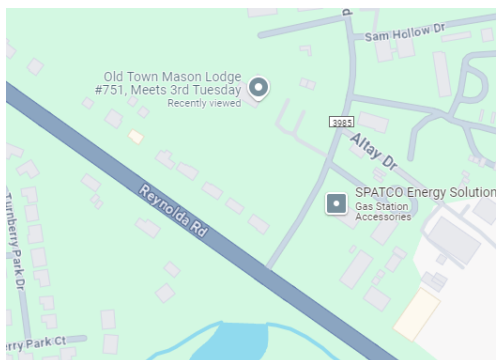 Sam Hollow Dr
Old Town Mason Lodge
#751, Meets 3rd Tuesday
Recently viewed
3985
Altay Dr
SPATCO Energy Solution
Gas Station
Accessories
Reynolda Rd
Turnberry Park Dr
erry Park Ct